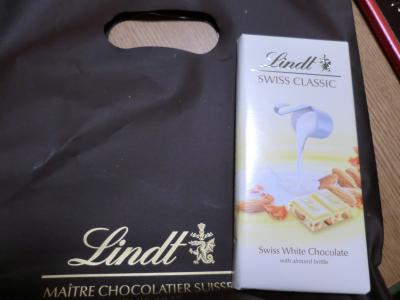 Lindt
MAÎTRE CHOCOLATIER SUISSE
Lindt
SWISS CLASSIC
Swiss White Chocolate
with almond brittle